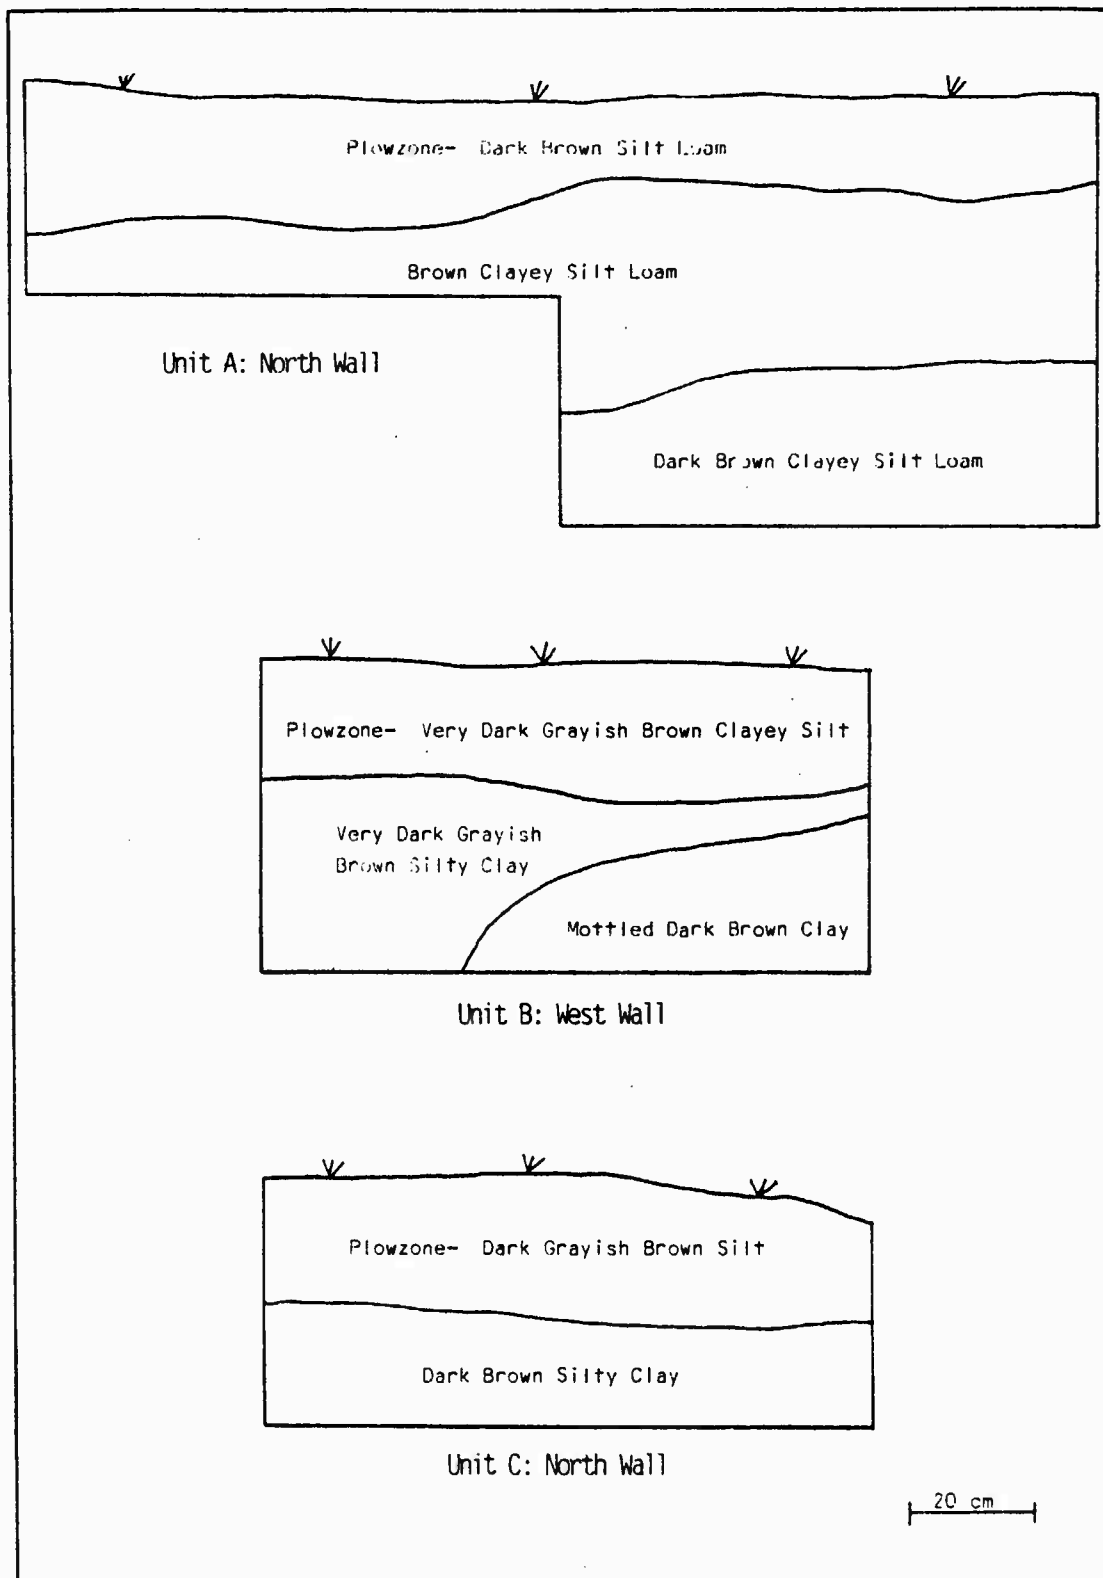 Plowzone- Dark Brown Silt Loam
Brown Clayey Silt Loam
Unit A: North Wall
Dark Brown Clayey Silt Loam
Plowzone- Very Dark Grayish Brown Clayey Silt
Very Dark Grayish
Brown Silty Clay
Mottled Dark Brown Clay
Unit B: West Wall
Plowzone- Dark Grayish Brown Silt
Dark Brown Silty Clay
Unit C: North Wall
20 cm